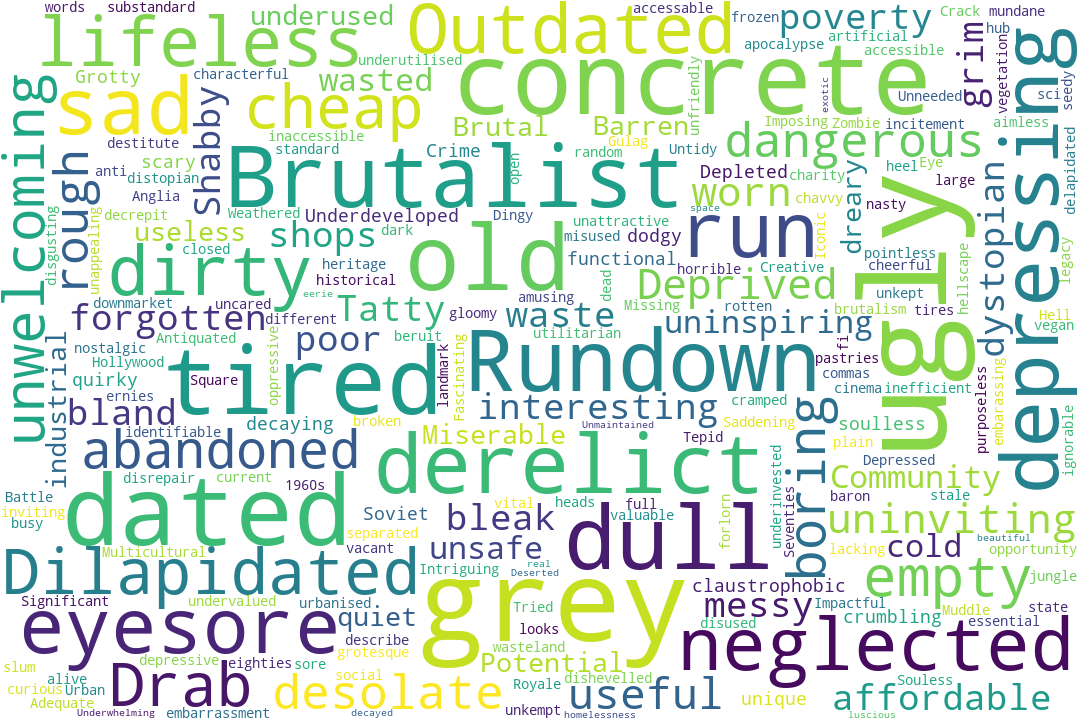 words substandard
lifeless
underused
Outdated
accessable
frozen
poverty
Crack mundane
hub
artificial
apocalypse
accessible
underutilised
characterful
Grotty
wasted
concrete
unfriendly
exotic
Unneeded
grim
vegetation
sci
seedy
depressing
unwelcoming
sad
Shabby
cheap
inaccessible
standard
Brutal
Barren
Gulag
Imposing
Zombie
incitement
aimless
dangerous
destitute
scary
rough
anti
distopian
Anglia
Crime
open
random
Untidy
heel
Eye
Depleted
charity
large
delapidated
Brutalist
worn
chavvy
nasty
dreary
dystopian
disgusting
unappealing
decrepit
Weathered
Underdeveloped
Dingy
unattractive
space
useless
closed
shops
dark
old
misused
dodgy
run
Iconic
pointless
cheerful
ugly
hellscape
legacy
dirty
heritage
historical
functional
horrible
Creative
unkept
eerie
amusing
dead
Deprived
downmarket
uncared
forgotten
different
Tatty
gloomy
waste
Missing
rotten
brutalism
tires
Hell
vegan
Antiquated
oppressive
beruit
utilitarian
uninspiring
fi
nostalgic
industrial
Hollywood
poor
landmark
Fascinating
Rundown
pastries
commas
quirky
Square
tired
cinema
inefficient
purposeless
embarassing
ernies
bland
decaying
broken
interesting
cramped
Unmaintained
Saddening
boring
soulless
ignorable
identifiable
abandoned
Miserable
Tepid
plain
disrepair
current
derelict
Depressed
underinvested
Community
1960s
Battle
inviting
busy
dated
Soviet
vital
heads
full
valuable
Seventies
baron
stale
bleak
dull
forlorn
uninviting
separated
Multicultural
vacant
unsafe
lacking
cold
beautiful
opportunity
Dilapidated
Intriguing
real
Deserted
claustrophobic
empty
jungle
Significant
undervalued
urbanised
quiet
grey
Tried
messy
Impactful
Muddle
state
disused
crumbling
essential
eyesore
describe
looks
grotesque
wasteland
neglected
slum
depressive
eighties
sore
Potential
dishevelled
alive
curious
Urban
Drab
social
desolate
Royale
useful
unique
Souless
affordable
Adequate
Underwhelming
embarrassment
decayed
unkempt
homelessness
luscious